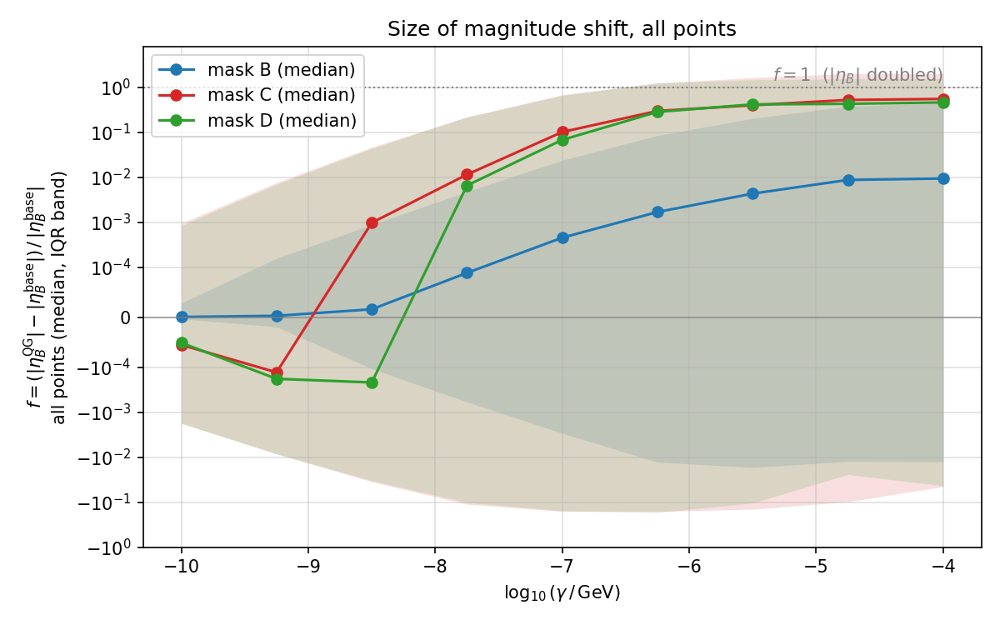 Size of magnitude shift, all points
mask B (median)
mask C (median)
mask D (median)
f = 1 (|η_B| doubled)
f = (|η_B^QG| − |η_B^base|) / |η_B^base|
all points (median, IQR band)
10^0
10^−1
10^−2
10^−3
10^−4
0
−10^−4
−10^−3
−10^−2
−10^−1
−10^0
−10 −9 −8 −7 −6 −5 −4
log_10 (γ / GeV)